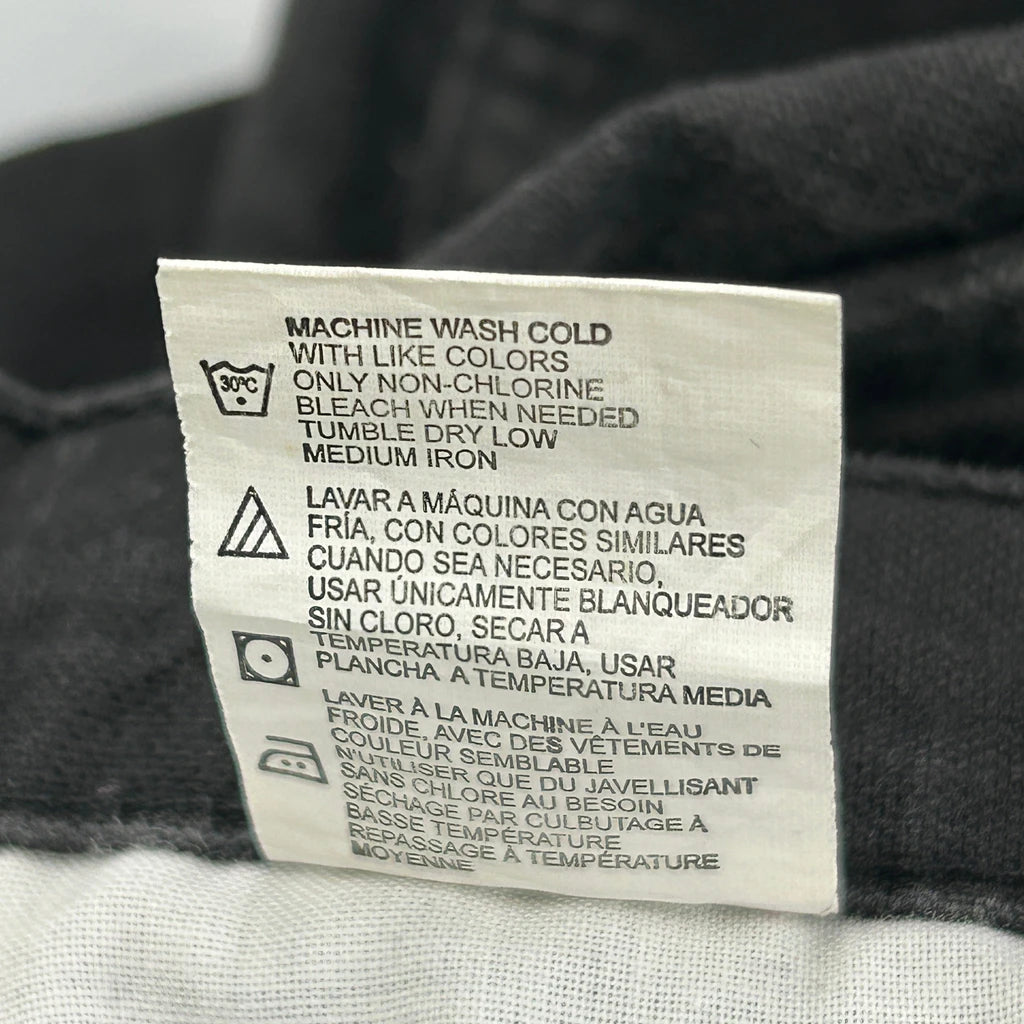 MACHINE WASH COLD
WITH LIKE COLORS
ONLY NON-CHLORINE
BLEACH WHEN NEEDED
TUMBLE DRY LOW
MEDIUM IRON
30°C
LAVAR A MÁQUINA CON AGUA
FRÍA, CON COLORES SIMILARES
CUANDO SEA NECESARIO,
USAR ÚNICAMENTE BLANQUEADOR
SIN CLORO, SECAR A
TEMPERATURA BAJA, USAR
PLANCHA A TEMPERATURA MEDIA
LAVER À LA MACHINE À L'EAU
FROIDE, AVEC DES VÊTEMENTS DE
COULEUR SEMBLABLE
N'UTILISER QUE DU JAVELLISANT
SANS CHLORE AU BESOIN
SÉCHAGE PAR CULBUTAGE À
BASSE TEMPÉRATURE
REPASSAGE À TEMPÉRATURE
MOYENNE